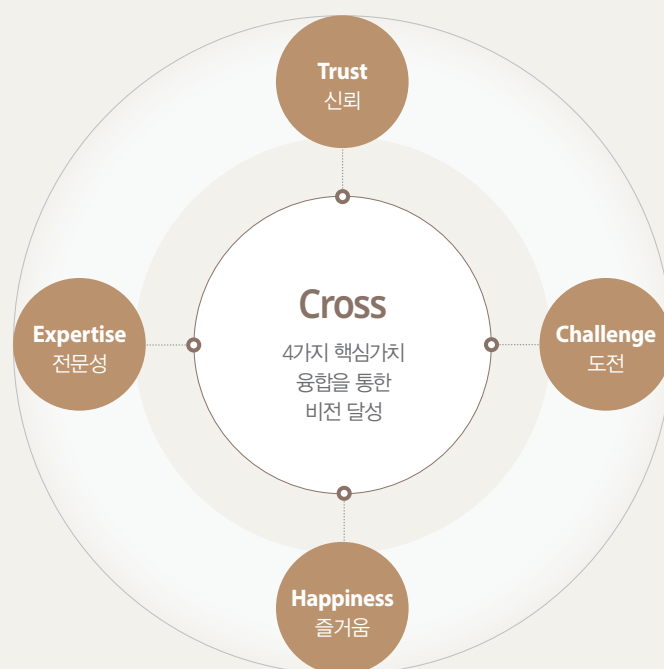 Trust
신뢰
Cross
4가지 핵심가치
융합을 통한
비전 달성
Expertise
전문성
Challenge
도전
Happiness
즐거움